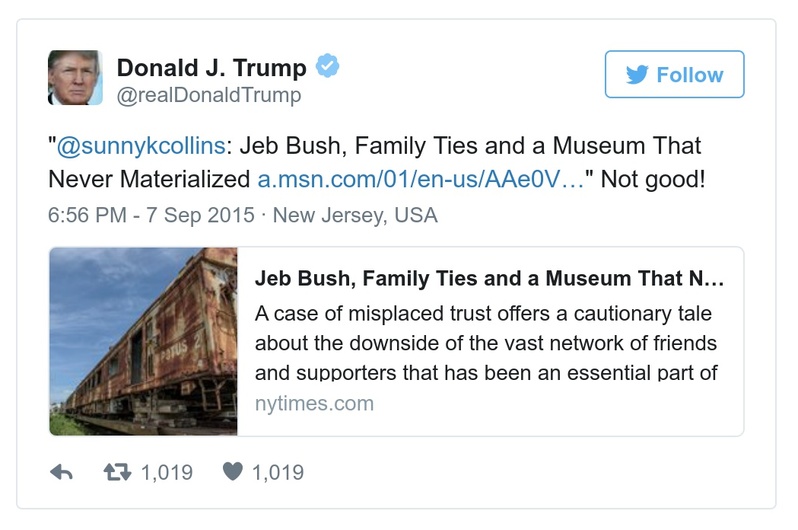 Donald J. Trump
@realDonaldTrump
Follow
"@sunnykcollins: Jeb Bush, Family Ties and a Museum That
Never Materialized a.msn.com/01/en-us/AAe0V…" Not good!
6:56 PM - 7 Sep 2015 · New Jersey, USA
Jeb Bush, Family Ties and a Museum That N…
A case of misplaced trust offers a cautionary tale
about the downside of the vast network of friends
and supporters that has been an essential part of
nytimes.com
1,019
1,019